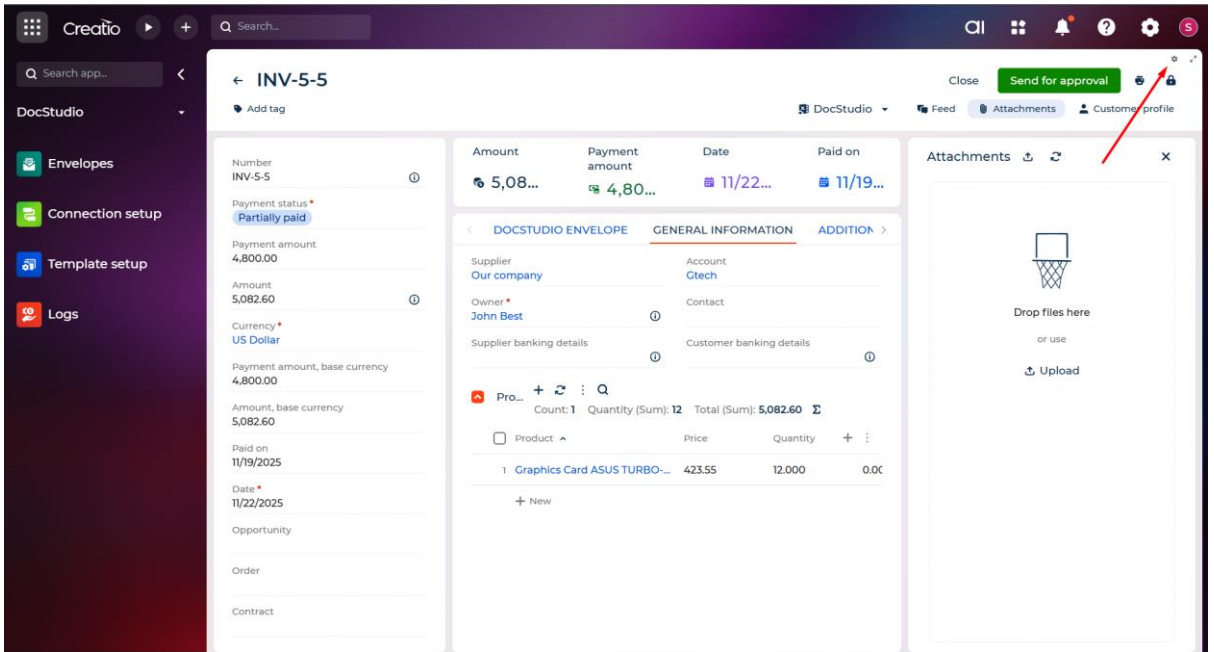 Creatio
Search...
aı
S
Search app...
DocStudio
Envelopes
Connection setup
Template setup
Logs
INV-5-5
Close
Send for approval
Add tag
DocStudio
Feed
Attachments
Customer profile
Number
INV-5-5
Payment status *
Partially paid
Payment amount
4,800.00
Amount
5,082.60
Currency *
US Dollar
Payment amount, base currency
4,800.00
Amount, base currency
5,082.60
Paid on
11/19/2025
Date *
11/22/2025
Opportunity
Order
Contract
Amount
5,08...
Payment
amount
4,80...
Date
11/22...
Paid on
11/19...
DOCSTUDIO ENVELOPE GENERAL INFORMATION ADDITION
Supplier
Our company
Account
Gtech
Owner *
John Best
Contact
Supplier banking details
Customer banking details
Pro...
Count: 1 Quantity (Sum): 12 Total (Sum): 5,082.60 Σ
Product Price Quantity
1 Graphics Card ASUS TURBO-... 423.55 12.000 0.00
+ New
Attachments
Drop files here
or use
Upload